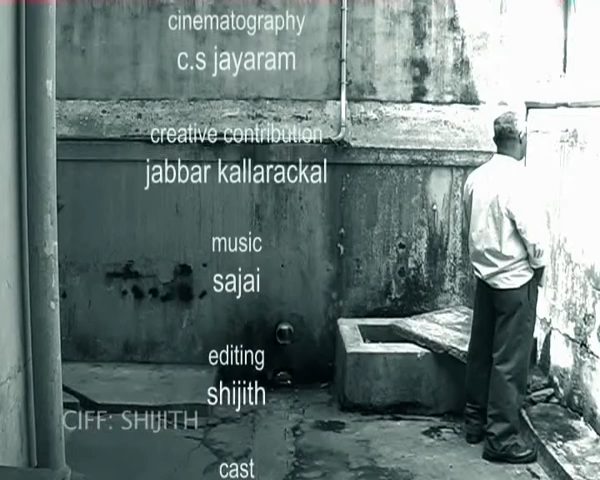 cinematography
c.s jayaram
creative contribution
jabbar kallarackal
music
sajai
editing
shijith
CIFF: SHIJITH
cast